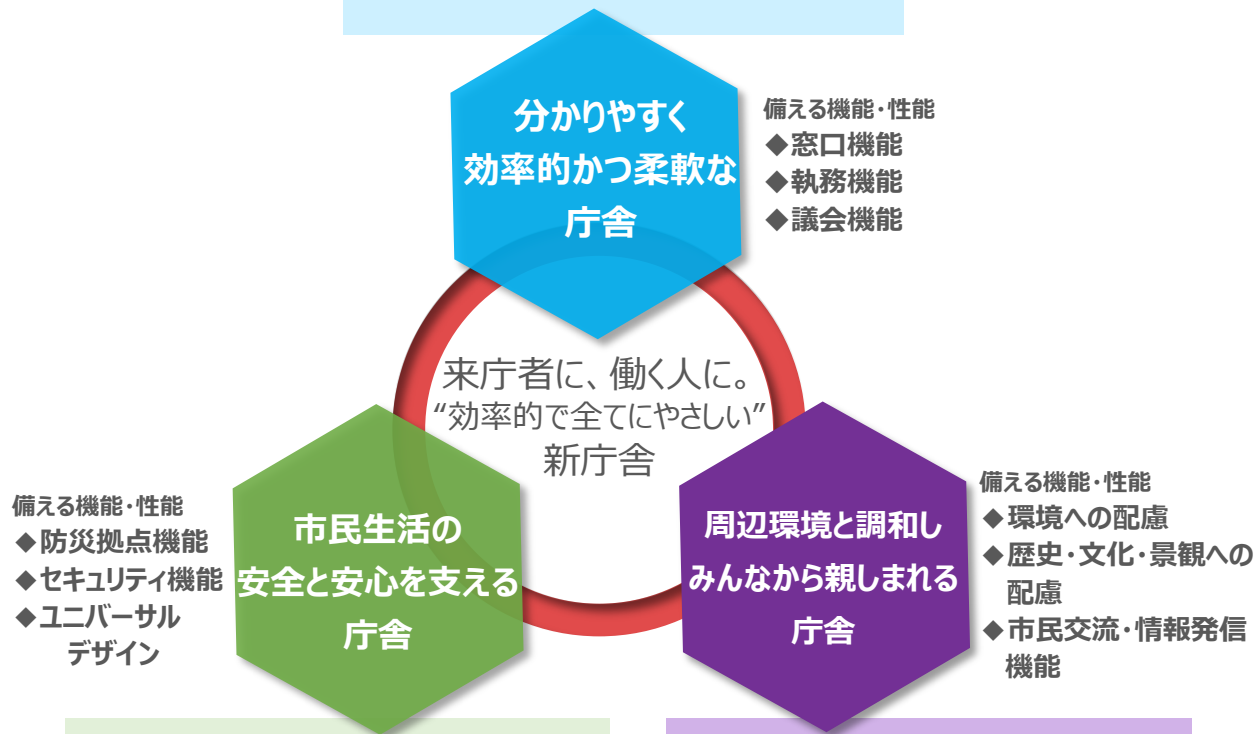 分かりやすく
効率的かつ柔軟な
庁舎
備える機能・性能
◆窓口機能
◆執務機能
◆議会機能
来庁者に、働く人に。
“効率的で全てにやさしい”
新庁舎
備える機能・性能
◆防災拠点機能
◆セキュリティ機能
◆ユニバーサル
デザイン
市民生活の
安全と安心を支える
庁舎
周辺環境と調和し
みんなから親しまれる
庁舎
備える機能・性能
◆環境への配慮
◆歴史・文化・景観への
配慮
◆市民交流・情報発信
機能